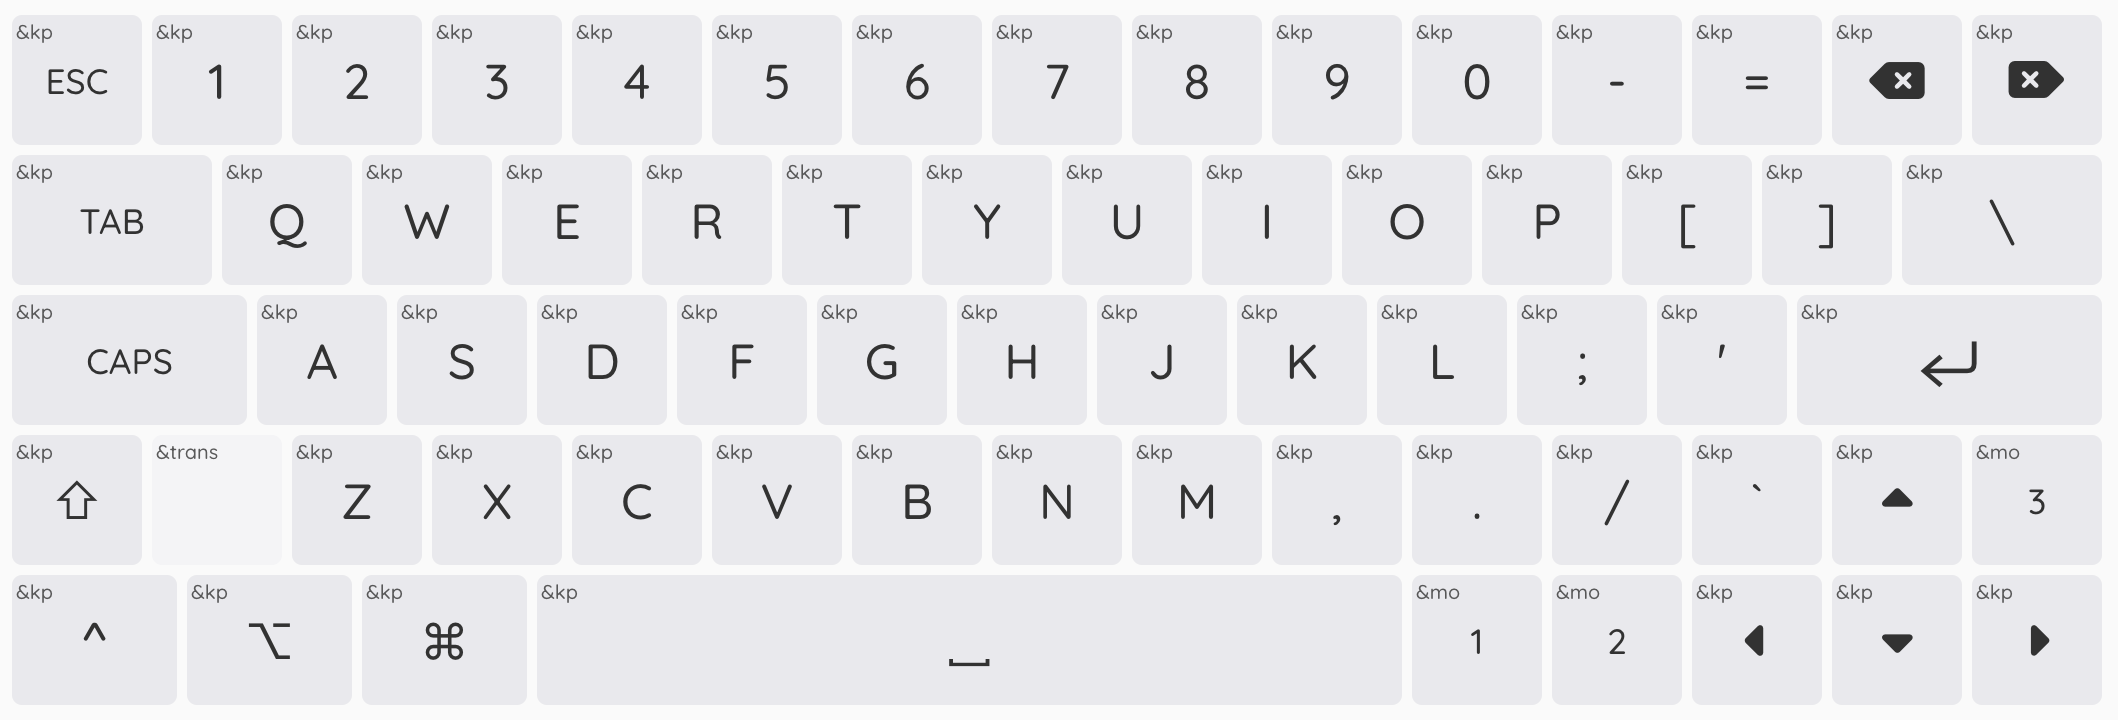 &kp &kp &kp &kp &kp &kp &kp &kp &kp &kp &kp &kp &kp &kp &kp
ESC 1 2 3 4 5 6 7 8 9 0 - = ⌫ ⌦
&kp &kp &kp &kp &kp &kp &kp &kp &kp &kp &kp &kp &kp &kp
TAB Q W E R T Y U I O P [ ] \
&kp &kp &kp &kp &kp &kp &kp &kp &kp &kp &kp &kp &kp
CAPS A S D F G H J K L ; ' ↵
&kp &trans &kp &kp &kp &kp &kp &kp &kp &kp &kp &kp &kp &kp &mo
⇧ Z X C V B N M , . / ` ▲ 3
&kp &kp &kp &kp &mo &mo &kp &kp &kp
^ ⌥ ⌘ ⎵ 1 2 ◀ ▼ ▶